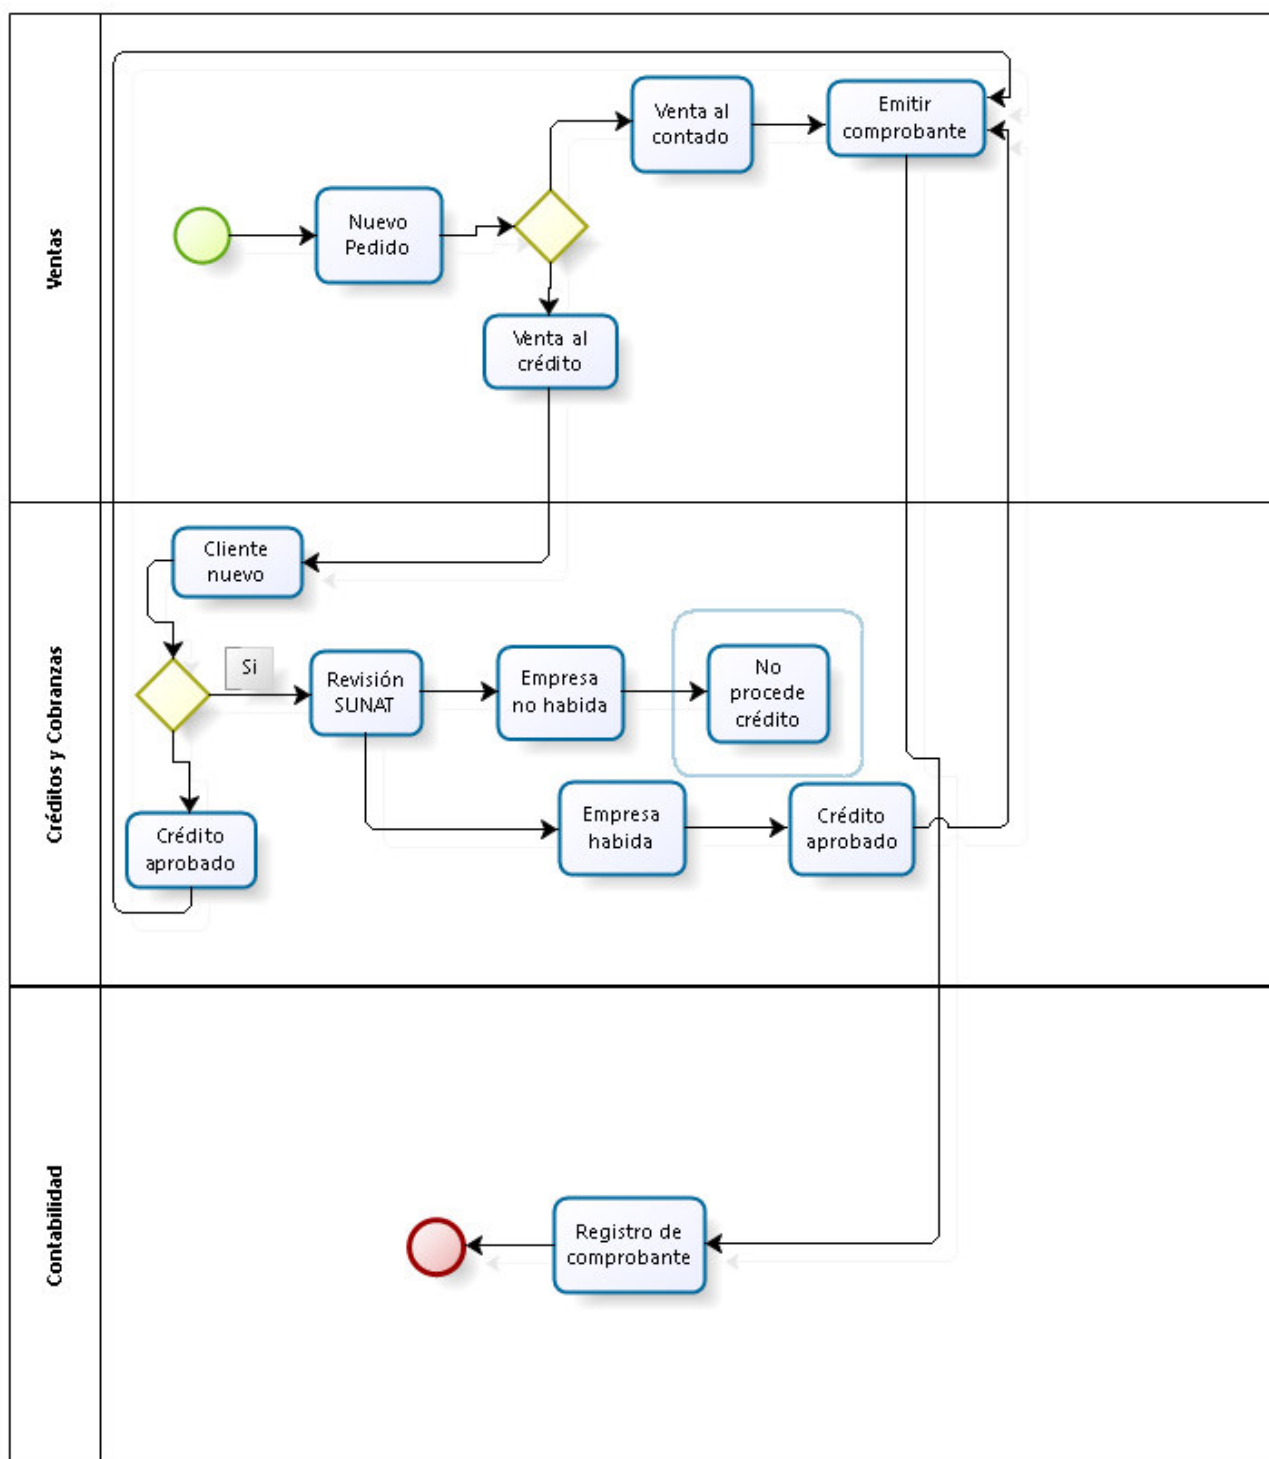 Ventas
Emitir
comprobante
Venta al
contado
Nuevo
Pedido
Venta al
crédito
Créditos y Cobranzas
Cliente
nuevo
Si
Revisión
SUNAT
Empresa
no habida
No
procede
crédito
Crédito
aprobado
Empresa
habida
Crédito
aprobado
Contabilidad
Registro de
comprobante